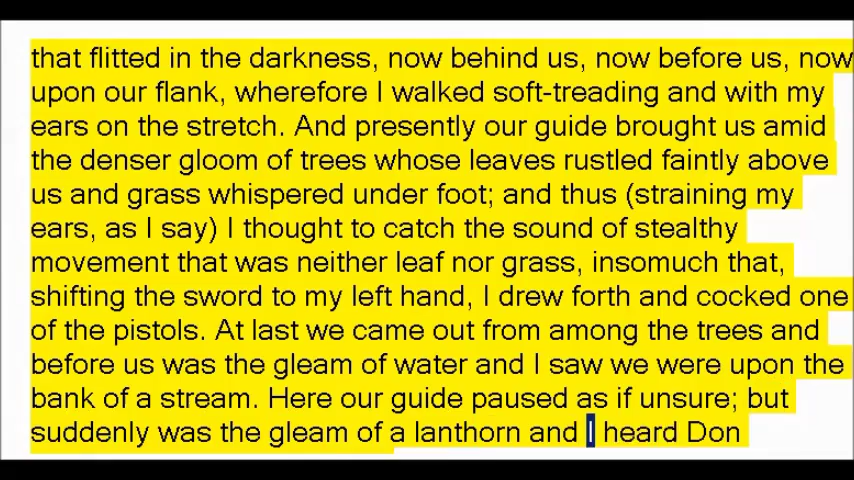 that flitted in the darkness, now behind us, now before us, now
upon our flank, wherefore I walked soft-treading and with my
ears on the stretch. And presently our guide brought us amid
the denser gloom of trees whose leaves rustled faintly above
us and grass whispered under foot; and thus (straining my
ears, as I say) I thought to catch the sound of stealthy
movement that was neither leaf nor grass, insomuch that,
shifting the sword to my left hand, I drew forth and cocked one
of the pistols. At last we came out from among the trees and
before us was the gleam of water and I saw we were upon the
bank of a stream. Here our guide paused as if unsure; but
suddenly was the gleam of a lanthorn and I heard Don